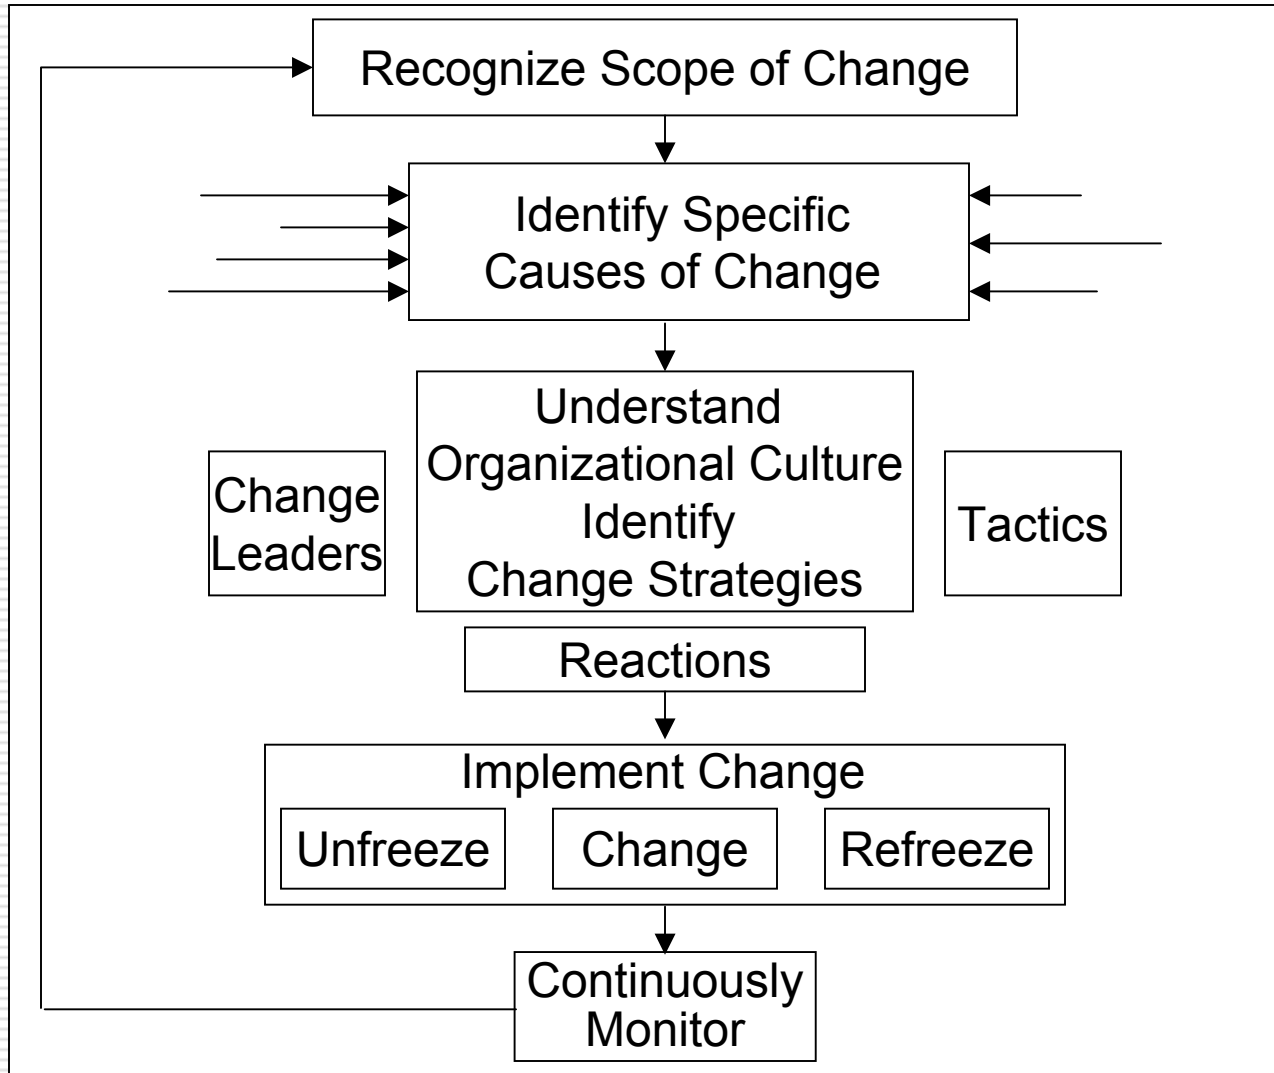 Recognize Scope of Change
Identify Specific
Causes of Change
Understand
Organizational Culture
Identify
Change Strategies
Change
Leaders
Tactics
Reactions
Implement Change
Unfreeze
Change
Refreeze
Continuously
Monitor